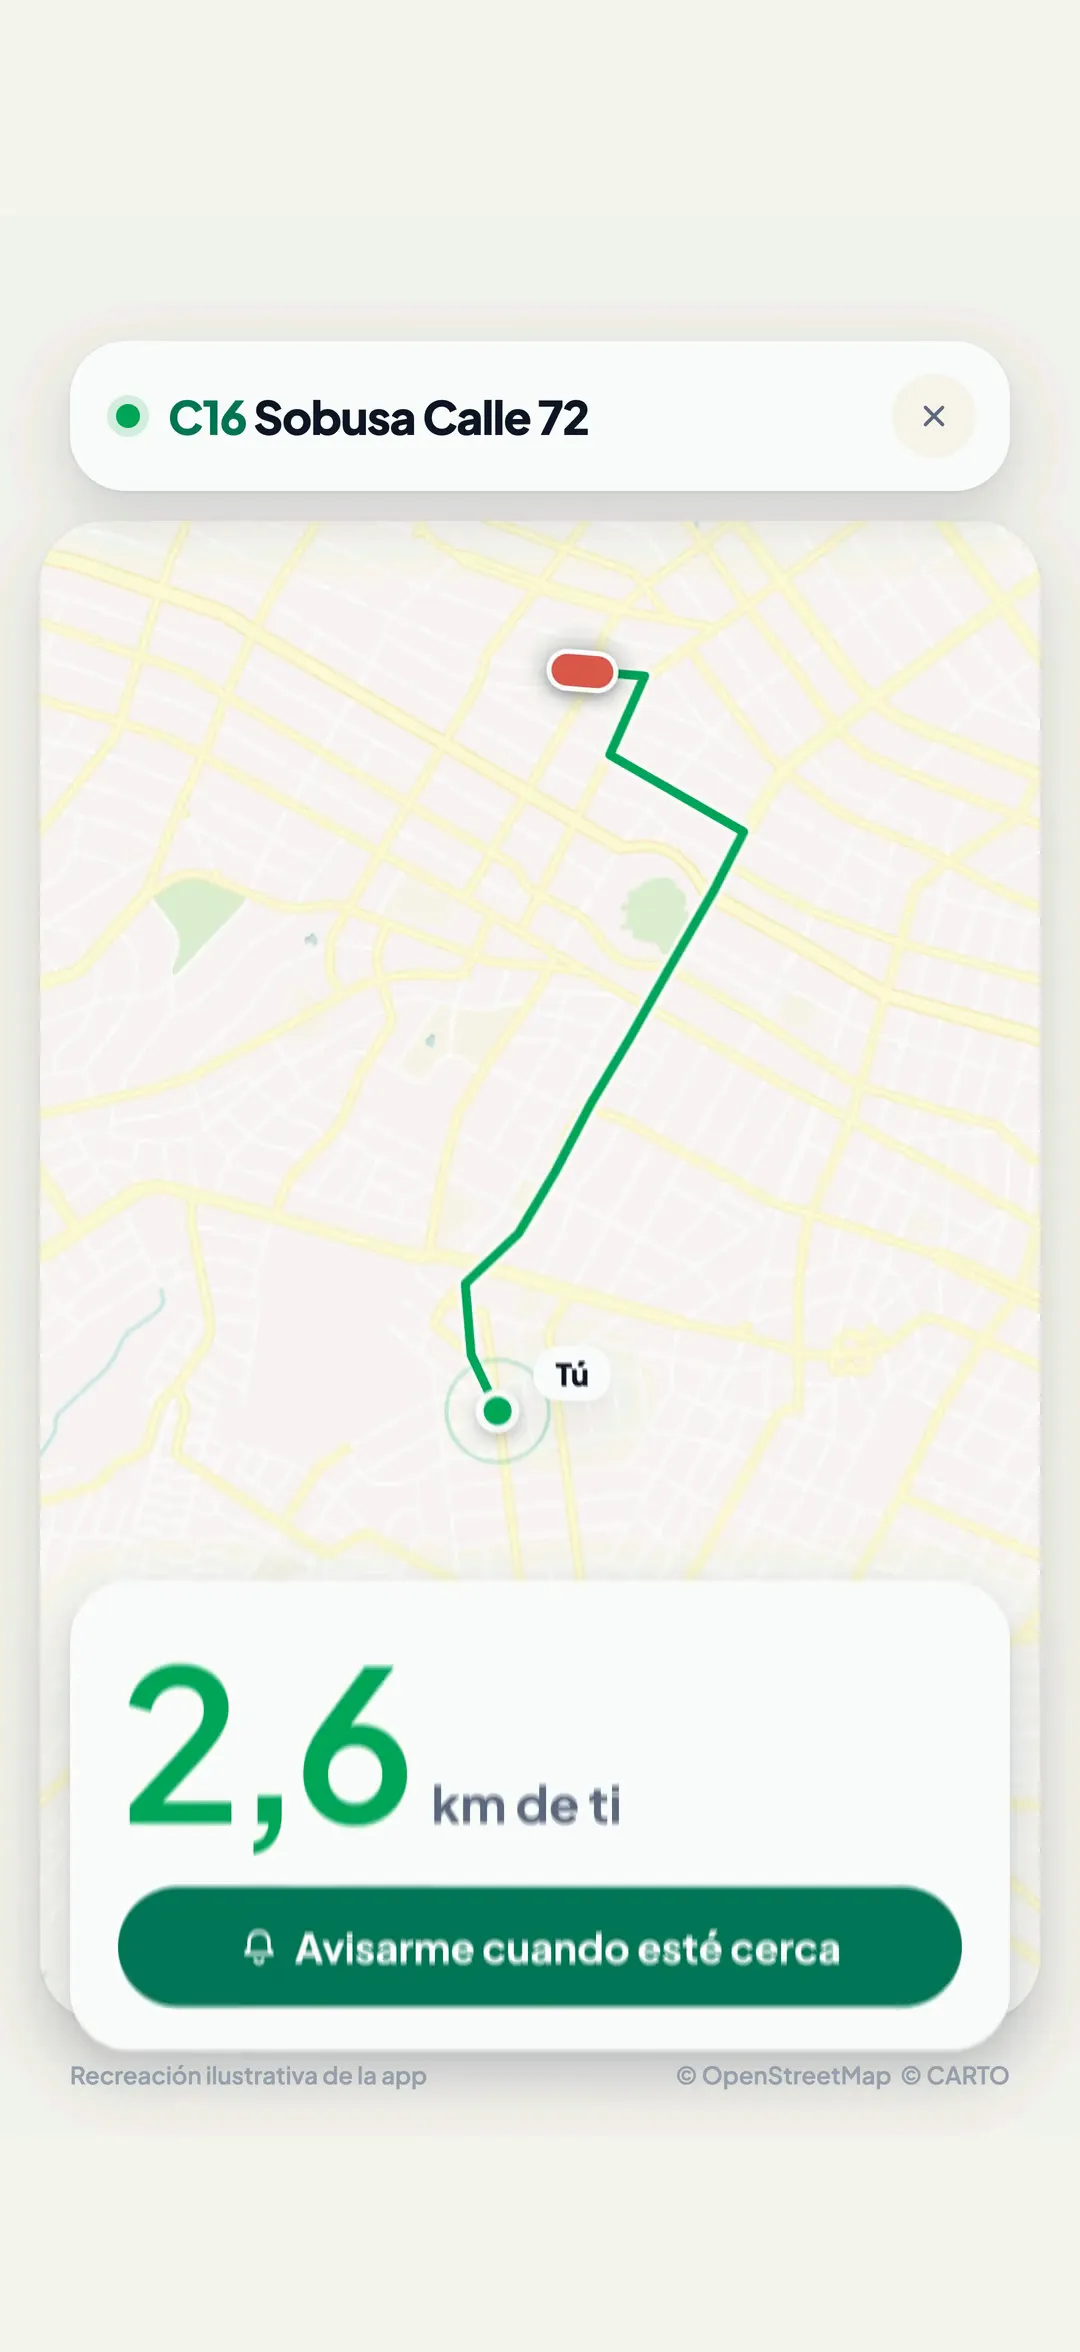 C16 Sobusa Calle 72
Tú
2,6 km de ti
Avisarme cuando esté cerca
Recreación ilustrativa de la app
© OpenStreetMap © CARTO